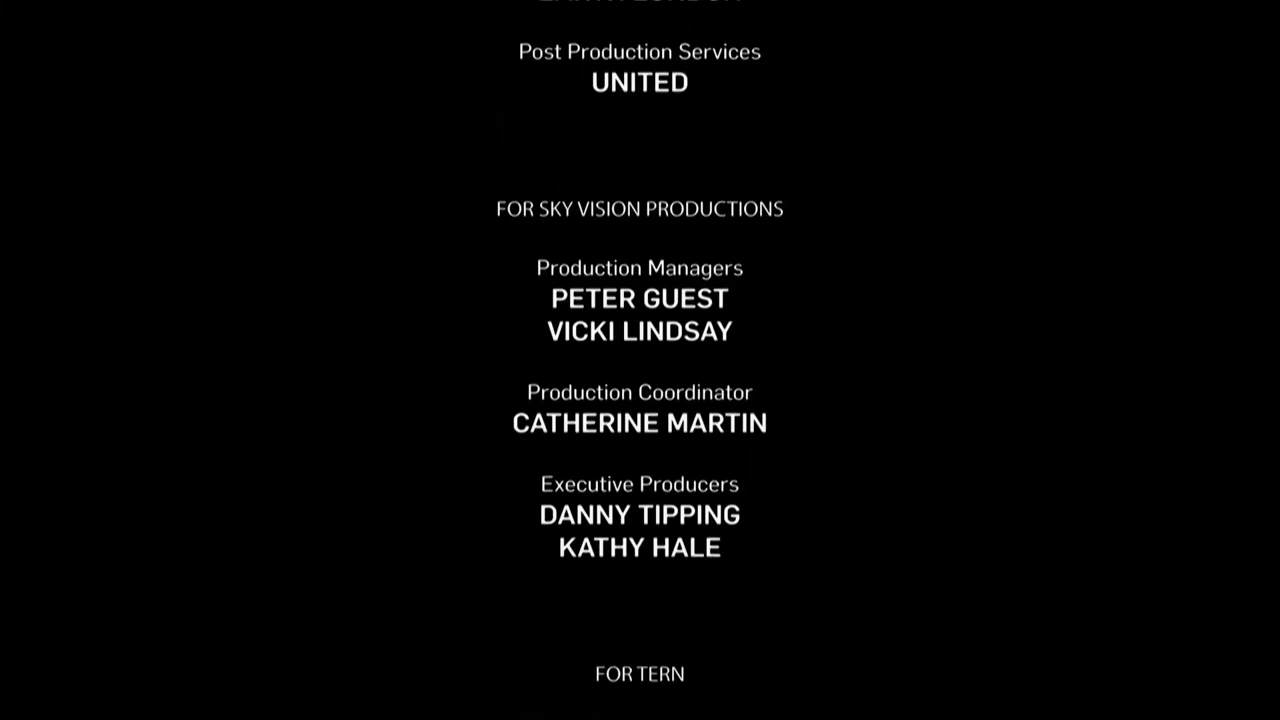 Post Production Services
UNITED
FOR SKY VISION PRODUCTIONS
Production Managers
PETER GUEST
VICKI LINDSAY
Production Coordinator
CATHERINE MARTIN
Executive Producers
DANNY TIPPING
KATHY HALE
FOR TERN